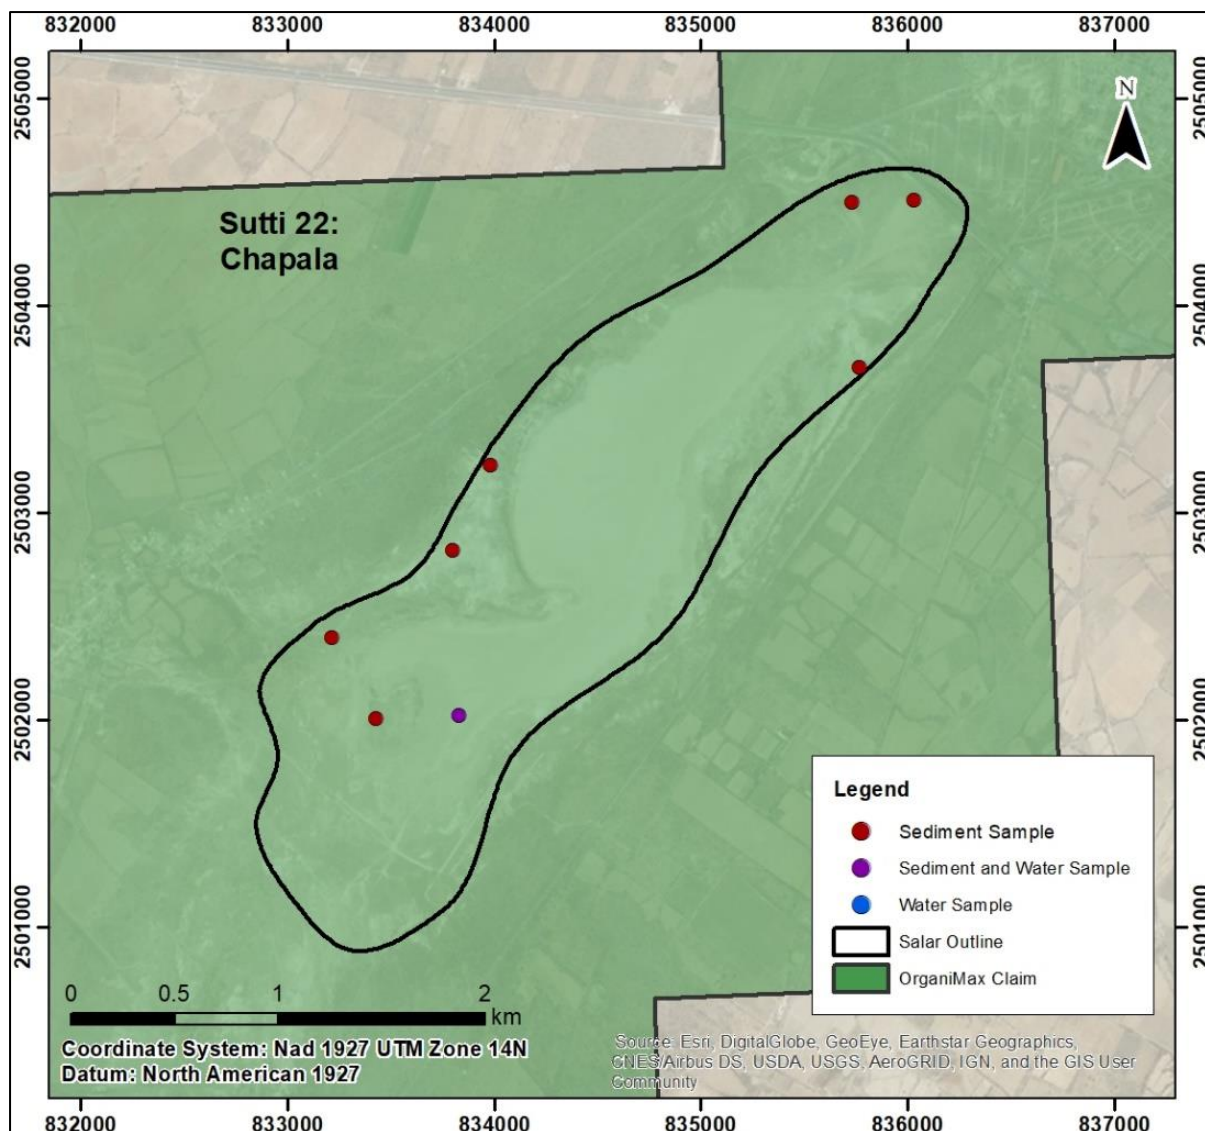 832000 833000 834000 835000 836000 837000
N
2505000 2505000
Sutti 22:
Chapala
2504000 2504000
2503000 2503000
2502000 2502000
Legend
Sediment Sample
Sediment and Water Sample
Water Sample
Salar Outline
OrganiMax Claim
2501000 2501000
0 0.5 1 2
km
Coordinate System: Nad 1927 UTM Zone 14N
Datum: North American 1927
Source: Esri, DigitalGlobe, GeoEye, Earthstar Geographics,
CNES/Airbus DS, USDA, USGS, AeroGRID, IGN, and the GIS User
Community
832000 833000 834000 835000 836000 837000